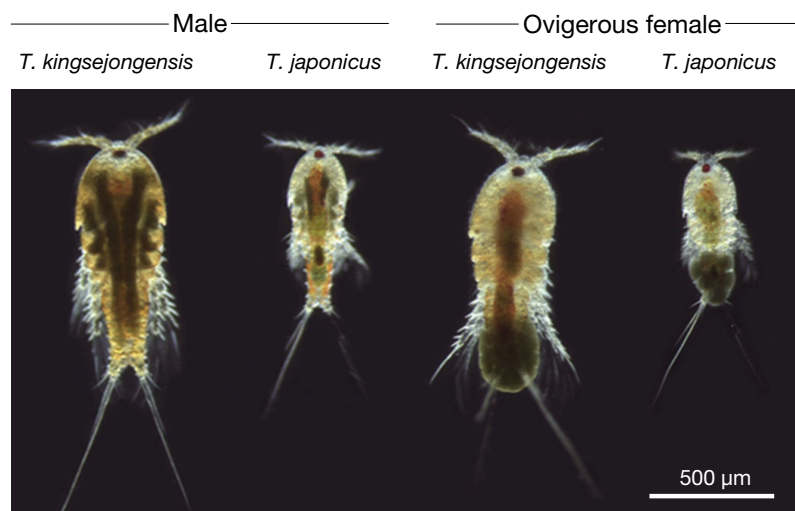 Male Ovigerous female
T. kingsejongensis T. japonicus T. kingsejongensis T. japonicus
500 µm